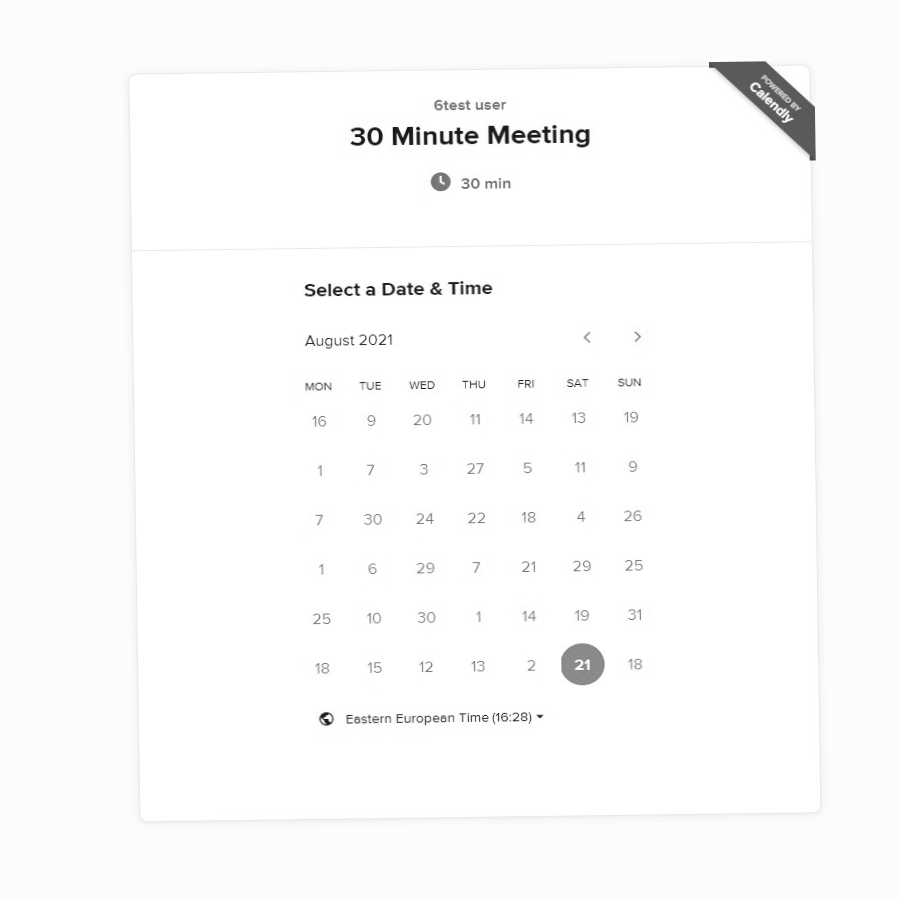 POWERED BY
Calendly
6test user
30 Minute Meeting
30 min
Select a Date & Time
August 2021
MON TUE WED THU FRI SAT SUN
16 9 20 11 14 13 19
1 7 3 27 5 11 9
7 30 24 22 18 4 26
1 6 29 7 21 29 25
25 10 30 1 14 19 31
18 15 12 13 2 21 18
Eastern European Time (16:28)